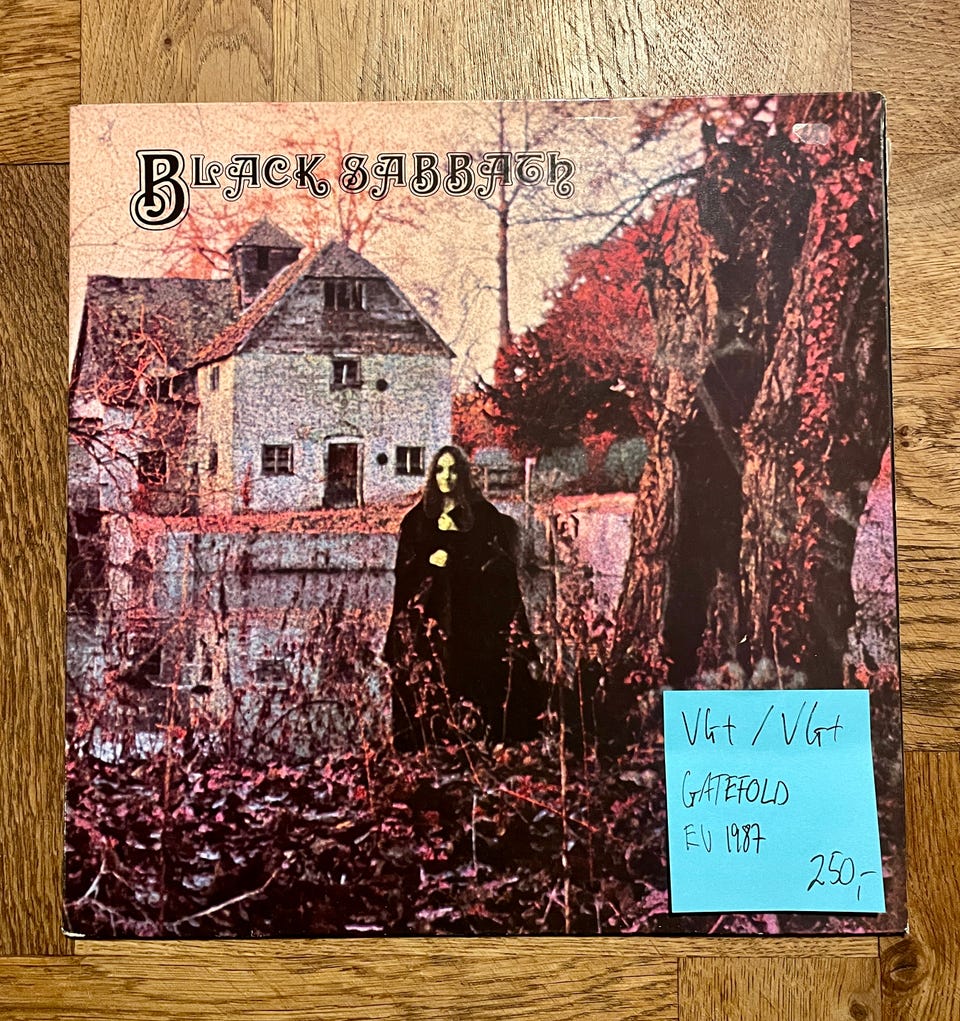 BLACK SABBATH
VG+ / VG+
GATEFOLD
EU 1987
250,-